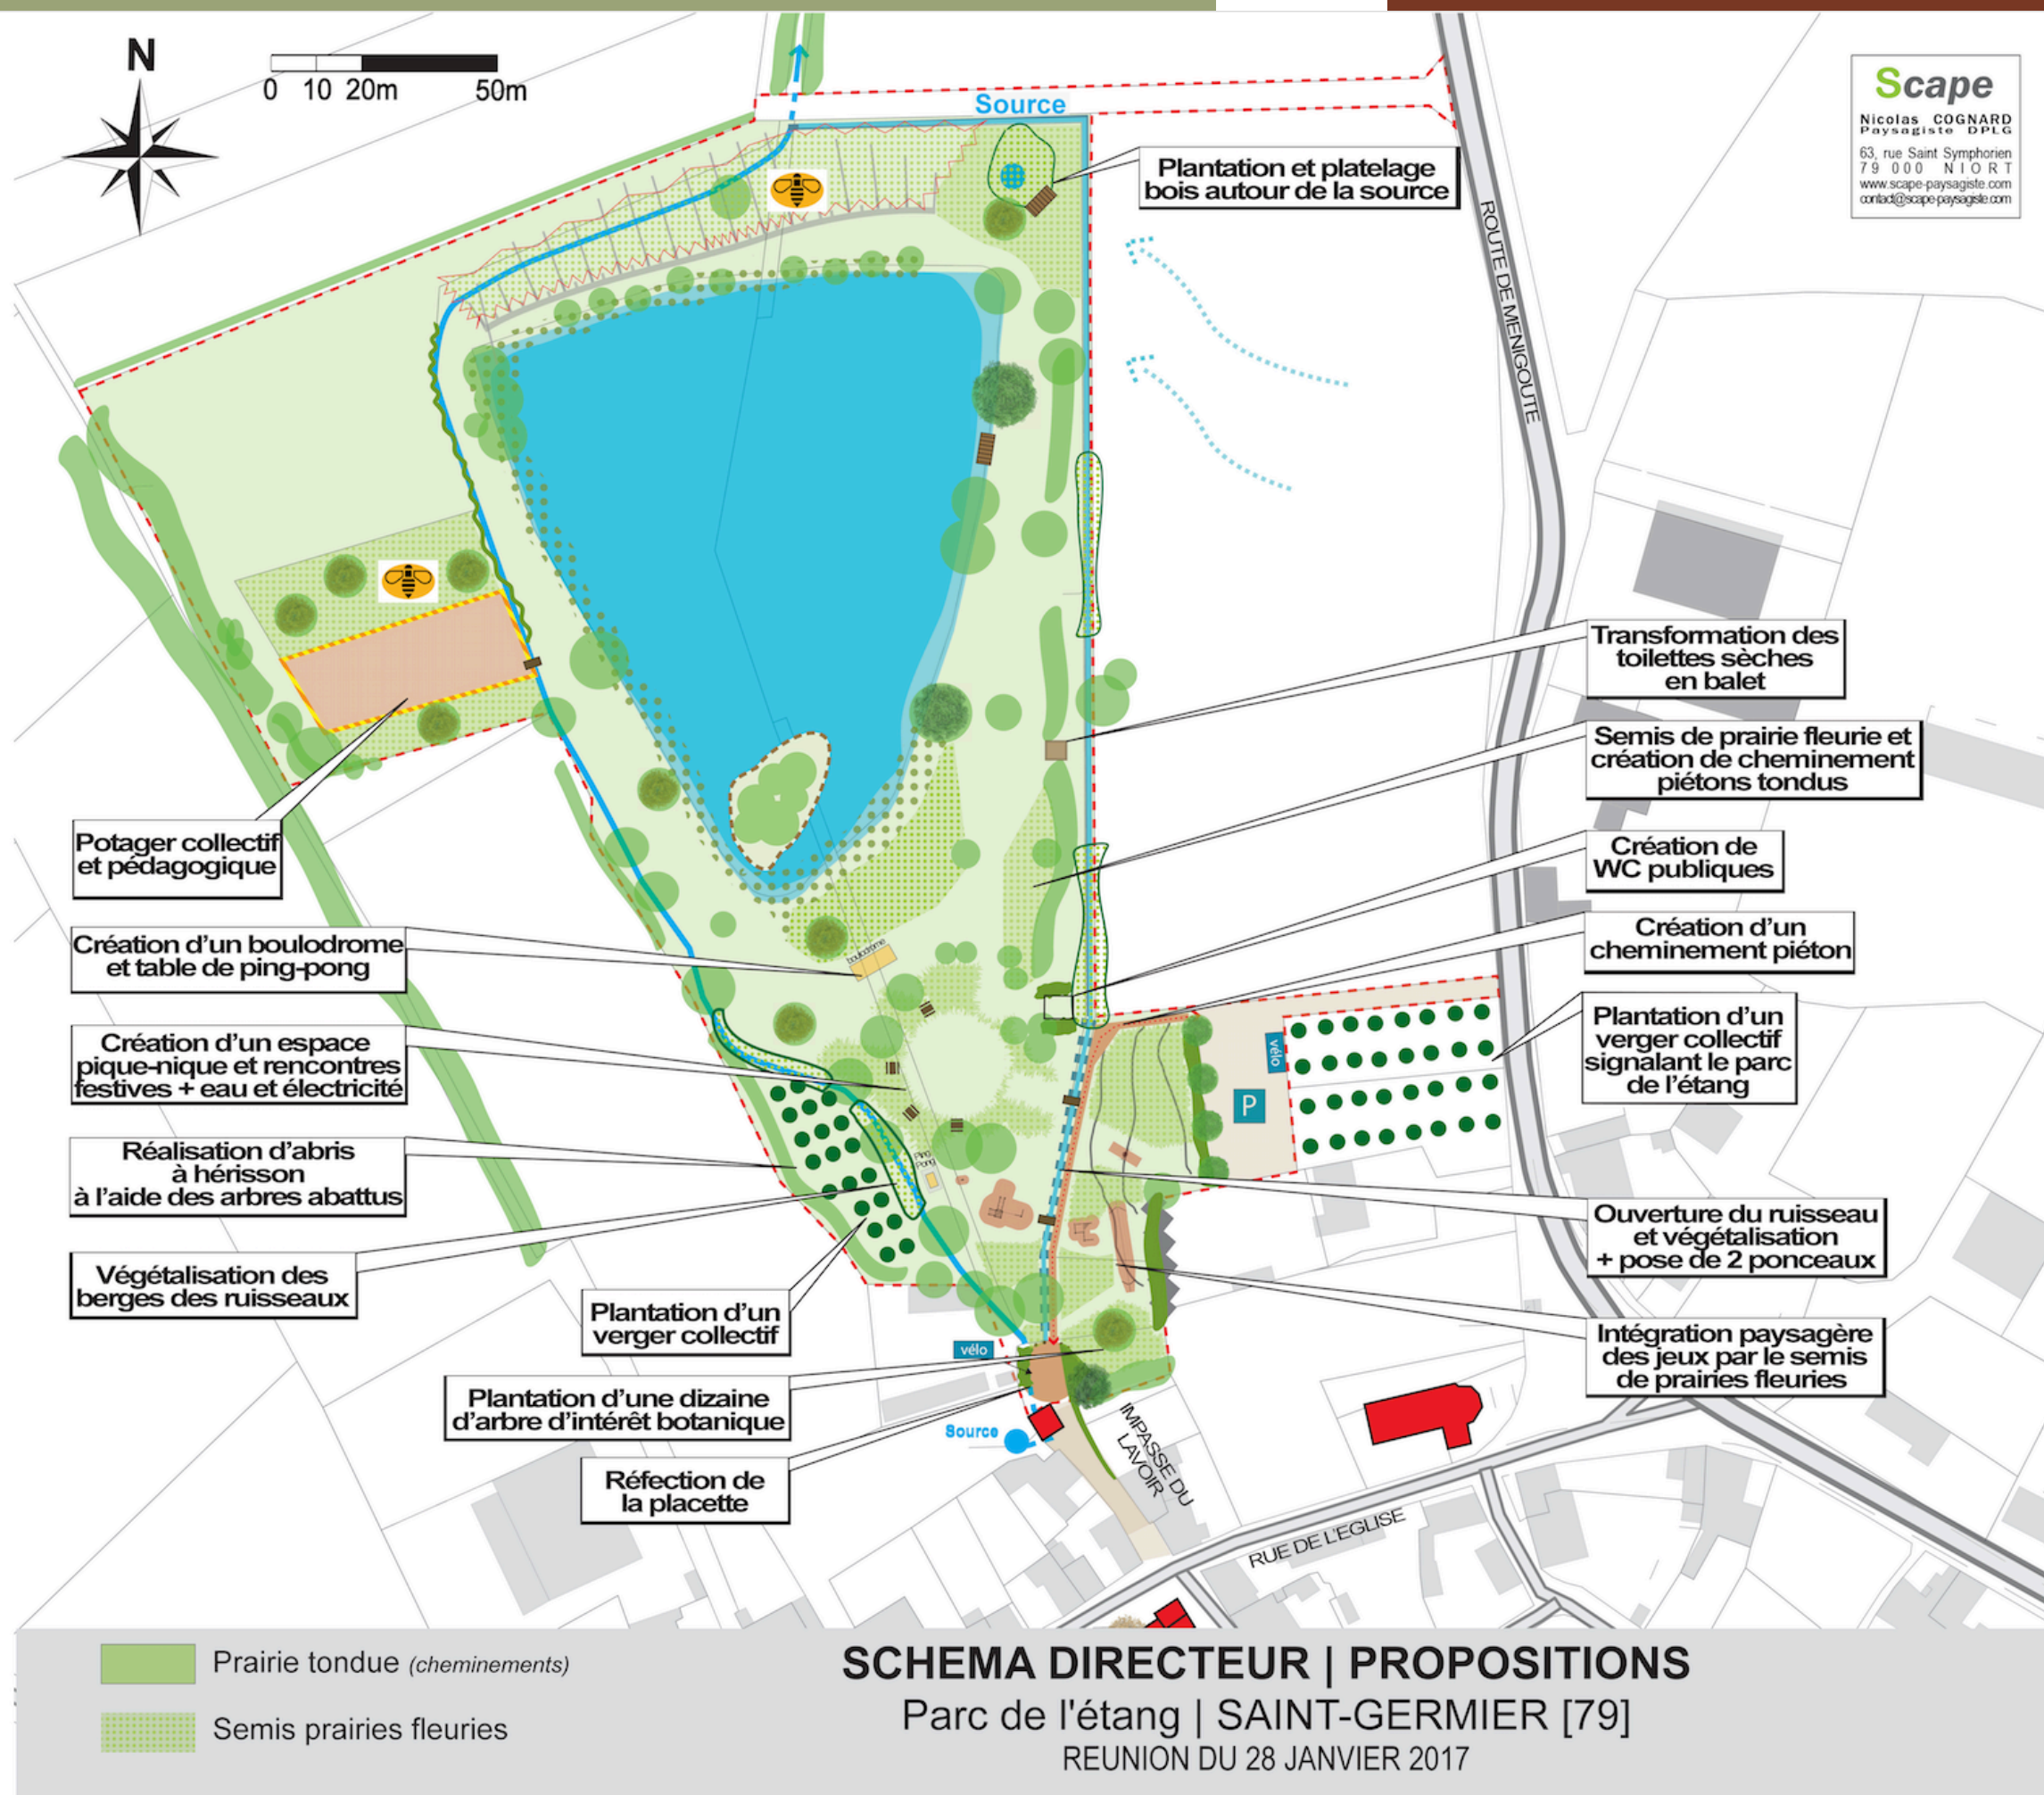 N
0 10 20m 50m
Scape
Nicolas COGNARD
Paysagiste DPLG
63, rue Saint Symphorien
79 000 NIORT
www.scape-paysagiste.com
contact@scape-paysagiste.com
Source
Plantation et platelage
bois autour de la source
ROUTE DE MENIGOUTE
Transformation des
toilettes sèches
en balet
Semis de prairie fleurie et
création de cheminement
piétons tondus
Création de
WC publiques
Création d'un
cheminement piéton
Plantation d'un
verger collectif
signalant le parc
de l'étang
Ouverture du ruisseau
et végétalisation
+ pose de 2 ponceaux
Intégration paysagère
des jeux par le semis
de prairies fleuries
Potager collectif
et pédagogique
Création d'un boulodrome
et table de ping-pong
Création d'un espace
pique-nique et rencontres
festives + eau et électricité
Réalisation d'abris
à hérisson
à l'aide des arbres abattus
Végétalisation des
berges des ruisseaux
Plantation d'un
verger collectif
Plantation d'une dizaine
d'arbre d'intérêt botanique
Réfection de
la placette
boulodrome
Ping
Pong
vélo
P
vélo
Source
IMPASSE DU
LAVOIR
RUE DE L'EGLISE
Prairie tondue (cheminements)
Semis prairies fleuries
SCHEMA DIRECTEUR | PROPOSITIONS
Parc de l'étang | SAINT-GERMIER [79]
REUNION DU 28 JANVIER 2017